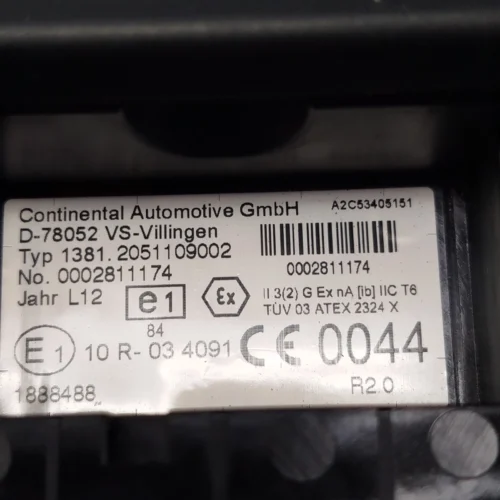 Continental Automotive GmbH A2C53405151
D-78052 VS-Villingen
Typ 1381.2051109002
No. 0002811174 0002811174
Jahr L12 e1 Ex II 3(2) G Ex nA [ib] IIC T6
84 TÜV 03 ATEX 2324 X
E1 10 R- 03 4091 CE 0044
1888488 R2.0